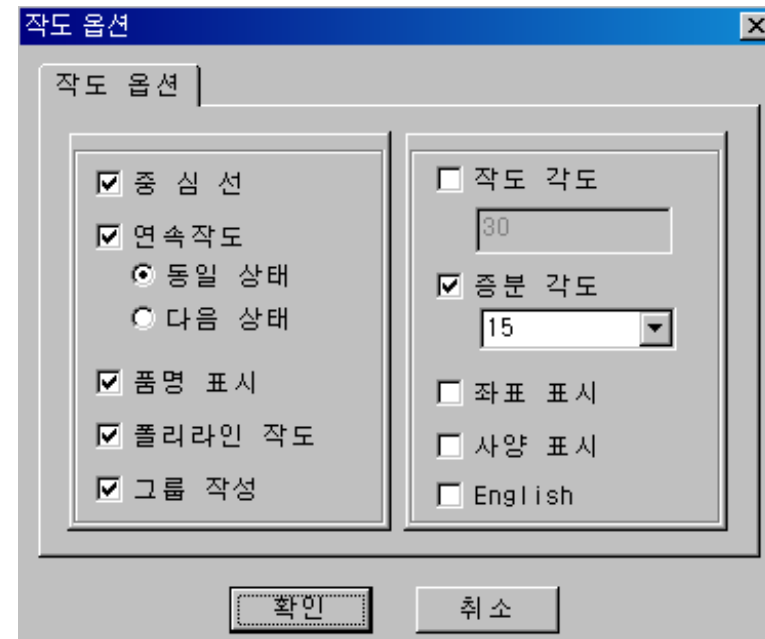 작도 옵션
작도 옵션
중 심 선
연속작도
동일 상태
다음 상태
품명 표시
폴리라인 작도
그룹 작성
작도 각도
30
증분 각도
15
좌표 표시
사양 표시
English
확인
취소